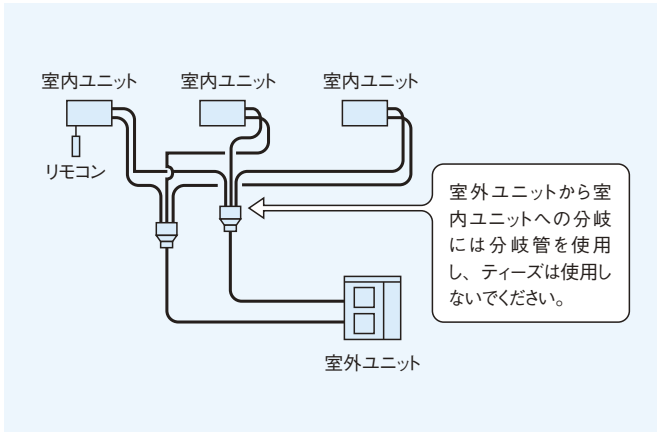 室内ユニット
室内ユニット
室内ユニット
リモコン
室外ユニットから室
内ユニットへの分岐
には分岐管を使用
し、ティーズは使用し
ないでください。
室外ユニット